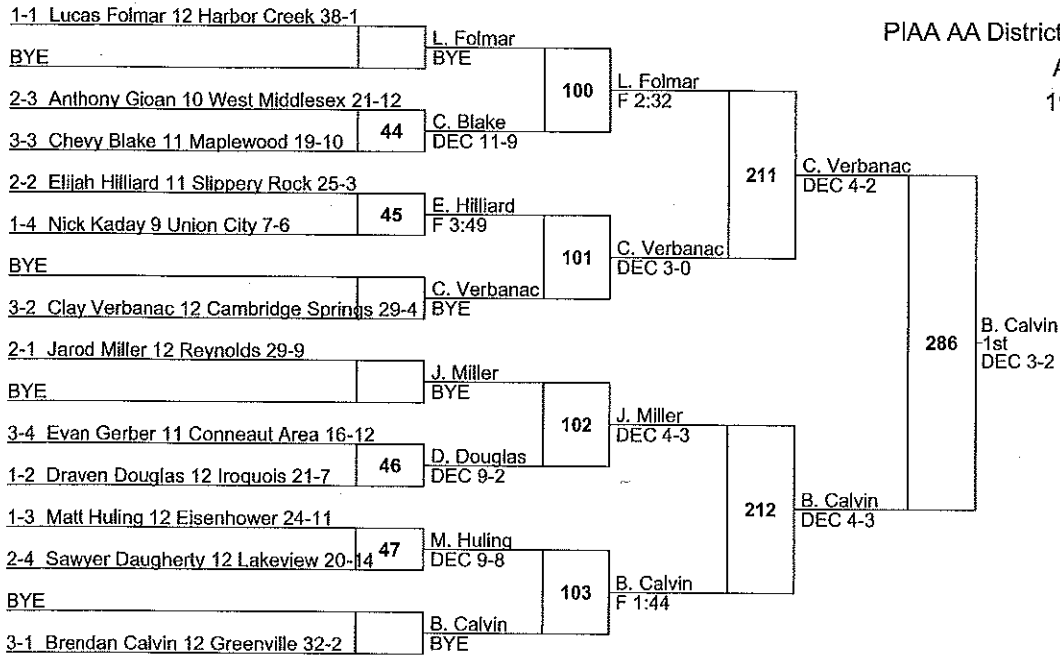 1-1 Lucas Folmar 12 Harbor Creek 38-1
BYE
2-3 Anthony Gioan 10 West Middlesex 21-12
3-3 Chevy Blake 11 Maplewood 19-10
2-2 Elijah Hilliard 11 Slippery Rock 25-3
1-4 Nick Kaday 9 Union City 7-6
BYE
3-2 Clay Verbanac 12 Cambridge Springs 29-4
2-1 Jarod Miller 12 Reynolds 29-9
BYE
3-4 Evan Gerber 11 Conneaut Area 16-12
1-2 Draven Douglas 12 Iroquois 21-7
1-3 Matt Huling 12 Eisenhower 24-11
2-4 Sawyer Daugherty 12 Lakeview 20-14
BYE
3-1 Brendan Calvin 12 Greenville 32-2
44
45
46
47
L. Folmar
BYE
C. Blake
DEC 11-9
E. Hilliard
F 3:49
C. Verbanac
BYE
J. Miller
BYE
D. Douglas
DEC 9-2
M. Huling
DEC 9-8
B. Calvin
BYE
100
101
102
103
L. Folmar
F 2:32
C. Verbanac
DEC 3-0
J. Miller
DEC 4-3
B. Calvin
F 1:44
211
212
C. Verbanac
DEC 4-2
B. Calvin
DEC 4-3
286
B. Calvin
1st
DEC 3-2
PIAA AA District